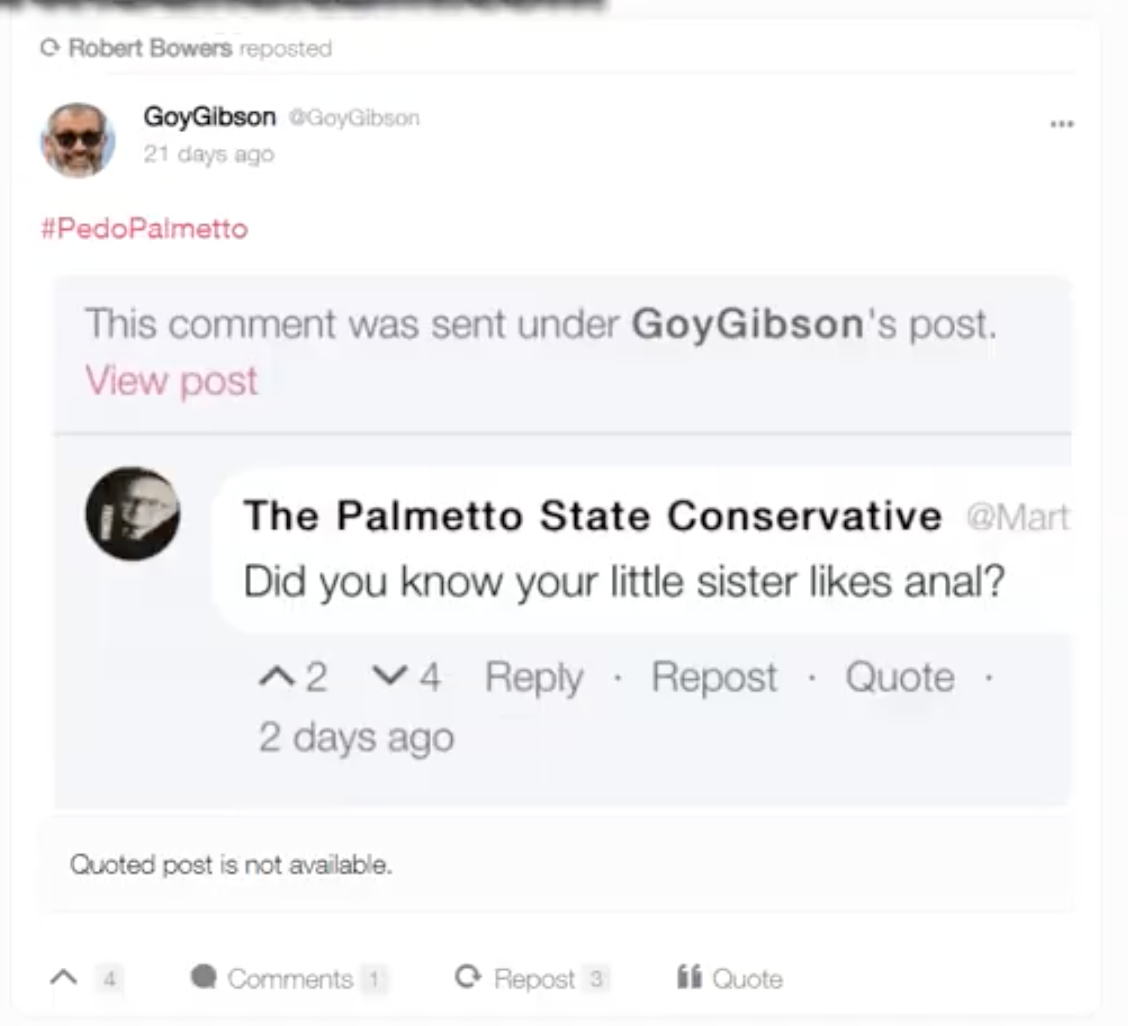 Robert Bowers reposted
GoyGibson @GoyGibson
21 days ago
#PedoPalmetto
This comment was sent under GoyGibson's post.
View post
The Palmetto State Conservative @Mart
Did you know your little sister likes anal?
2 4 Reply · Repost · Quote ·
2 days ago
Quoted post is not available.
4 Comments 1 Repost 3 Quote